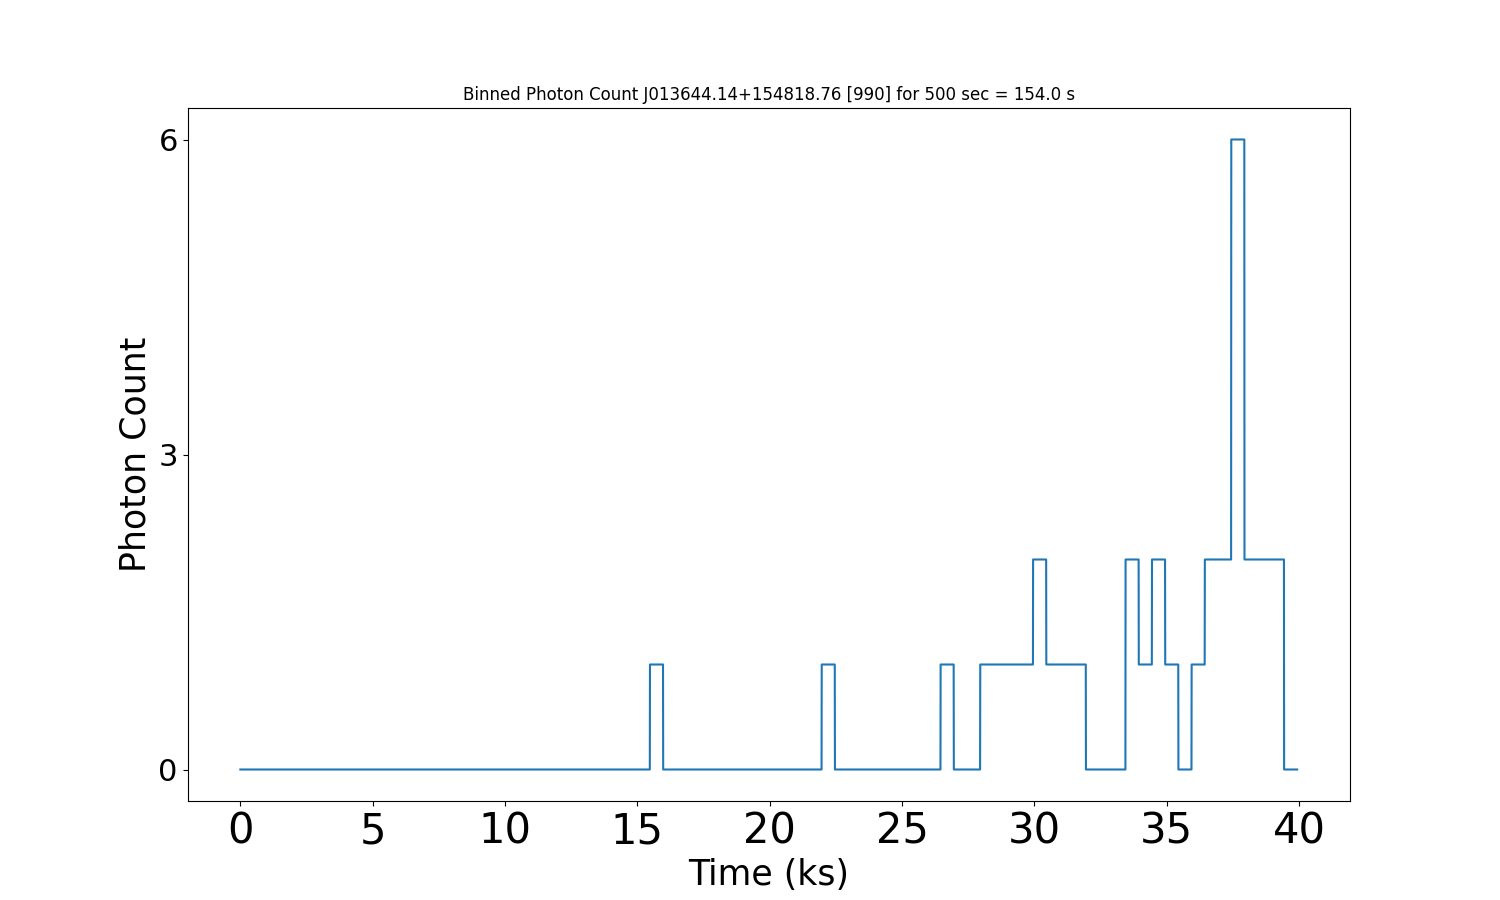 Binned Photon Count J013644.14+154818.76 [990] for 500 sec = 154.0 s
6
3
0
Photon Count
0 5 10 15 20 25 30 35 40
Time (ks)